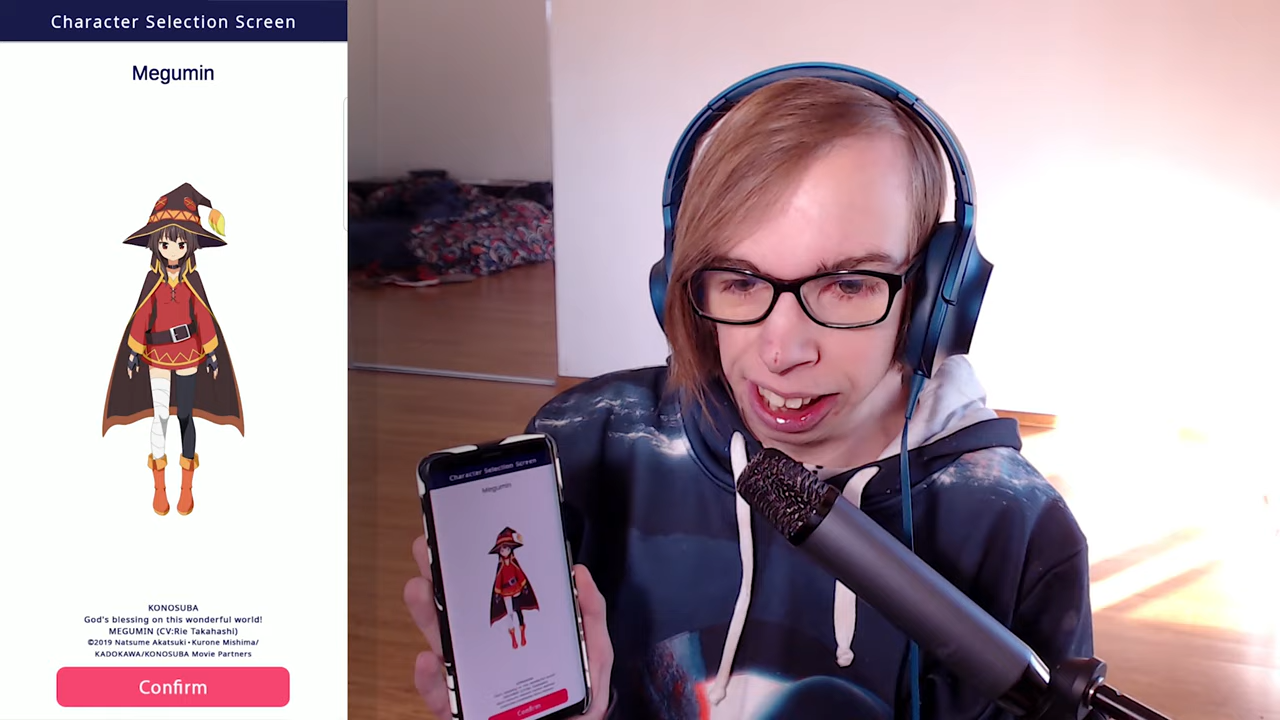 Character Selection Screen
Megumin
KONOSUBA
God's blessing on this wonderful world!
MEGUMIN (CV:Rie Takahashi)
©2019 Natsume Akatsuki・Kurone Mishima/
KADOKAWA/KONOSUBA Movie Partners
Confirm
Character Selection Screen
Megumin
Confirm